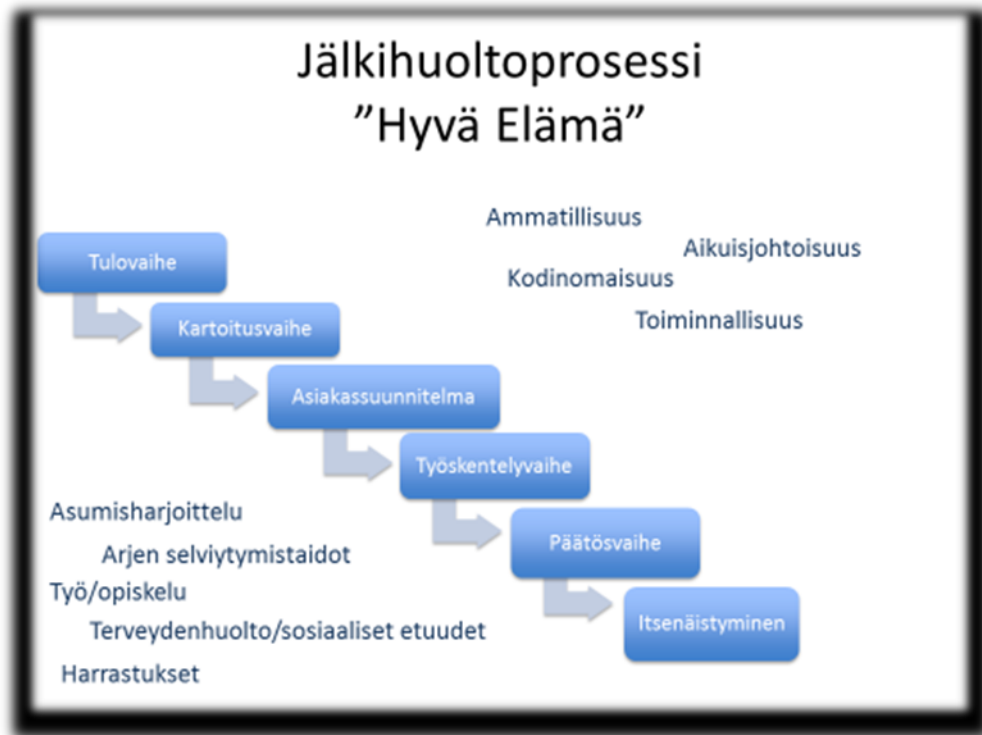 Jälkihuoltoprosessi
”Hyvä Elämä”
Ammatillisuus
Aikuisjohtoisuus
Kodinomaisuus
Toiminnallisuus
Tulovaihe
Kartoitusvaihe
Asiakassuunnitelma
Työskentelyvaihe
Päätösvaihe
Itsenäistyminen
Asumisharjoittelu
Arjen selviytymistaidot
Työ/opiskelu
Terveydenhuolto/sosiaaliset etuudet
Harrastukset